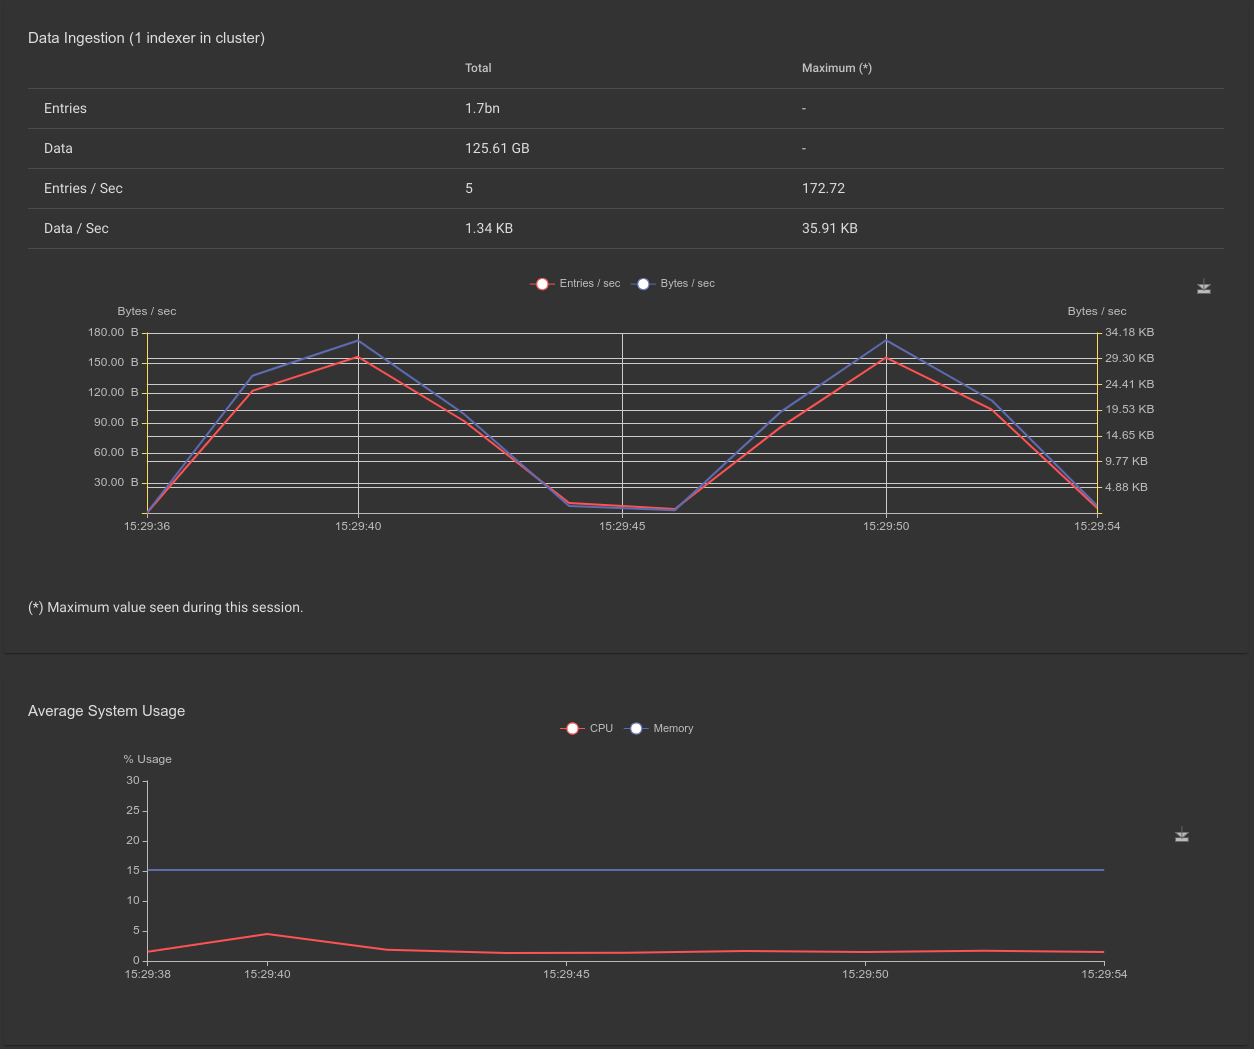 Data Ingestion (1 indexer in cluster)
Total Maximum (*)
Entries 1.7bn -
Data 125.61 GB -
Entries / Sec 5 172.72
Data / Sec 1.34 KB 35.91 KB
Entries / sec Bytes / sec
Bytes / sec Bytes / sec
180.00 B 34.18 KB
150.00 B 29.30 KB
120.00 B 24.41 KB
90.00 B 19.53 KB
60.00 B 14.65 KB
30.00 B 9.77 KB
4.88 KB
15:29:36 15:29:40 15:29:45 15:29:50 15:29:54
(*) Maximum value seen during this session.
Average System Usage
CPU Memory
% Usage
30
25
20
15
10
5
0
15:29:38 15:29:40 15:29:45 15:29:50 15:29:54